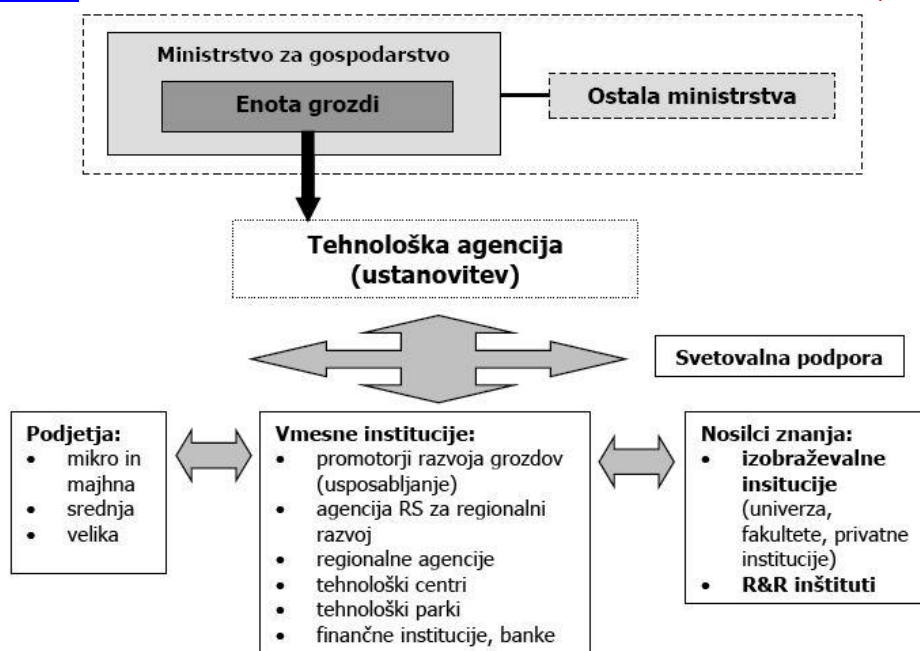 Ministrstvo za gospodarstvo
Enota grozdi
Ostala ministrstva
Tehnološka agencija
(ustanovitev)
Svetovalna podpora
Podjetja:
• mikro in
majhna
• srednja
• velika
Vmesne institucije:
• promotorji razvoja grozdov
(usposabljanje)
• agencija RS za regionalni
razvoj
• regionalne agencije
• tehnološki centri
• tehnološki parki
• finančne institucije, banke
Nosilci znanja:
• izobraževalne
insitucije
(univerza,
fakultete, privatne
institucije)
• R&R inštituti